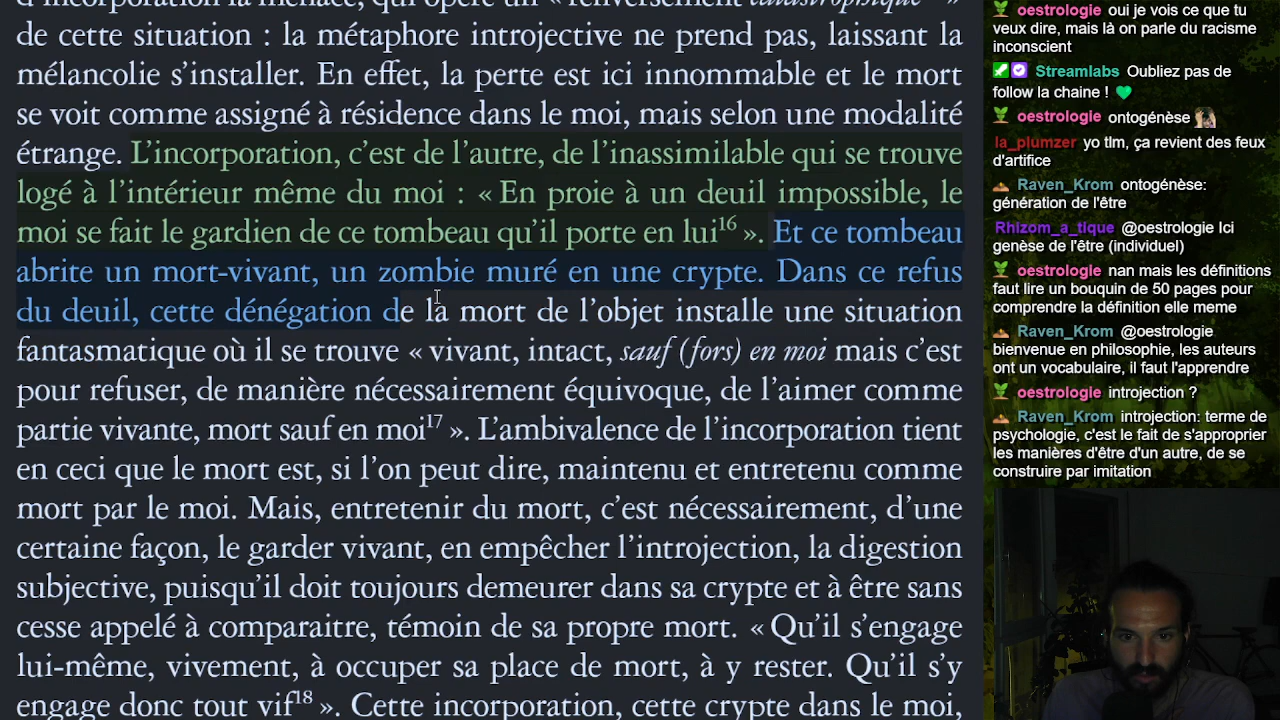 d'incorporation la menace, qui opère un « renversement catastrophique »
de cette situation : la métaphore introjective ne prend pas, laissant la
mélancolie s'installer. En effet, la perte est ici innommable et le mort
se voit comme assigné à résidence dans le moi, mais selon une modalité
étrange. L'incorporation, c'est de l'autre, de l'inassimilable qui se trouve
logé à l'intérieur même du moi : « En proie à un deuil impossible, le
moi se fait le gardien de ce tombeau qu'il porte en lui16 ». Et ce tombeau
abrite un mort-vivant, un zombie muré en une crypte. Dans ce refus
du deuil, cette dénégation de la mort de l'objet installe une situation
fantasmatique où il se trouve « vivant, intact, sauf (fors) en moi mais c'est
pour refuser, de manière nécessairement équivoque, de l'aimer comme
partie vivante, mort sauf en moi17 ». L'ambivalence de l'incorporation tient
en ceci que le mort est, si l'on peut dire, maintenu et entretenu comme
mort par le moi. Mais, entretenir du mort, c'est nécessairement, d'une
certaine façon, le garder vivant, en empêcher l'introjection, la digestion
subjective, puisqu'il doit toujours demeurer dans sa crypte et à être sans
cesse appelé à comparaitre, témoin de sa propre mort. « Qu'il s'engage
lui-même, vivement, à occuper sa place de mort, à y rester. Qu'il s'y
engage donc tout vif18 ». Cette incorporation, cette crypte dans le moi,
oestrologie oui je vois ce que tu
veux dire, mais là on parle du racisme
inconscient
Streamlabs Oubliez pas de
follow la chaine !
oestrologie ontogénèse
la_plumzer yo tlm, ça revient des feux
d'artifice
Raven_Krom ontogénèse:
génération de l'être
Rhizom_a_tique @oestrologie Ici
genèse de l'être (individuel)
oestrologie nan mais les définitions
faut lire un bouquin de 50 pages pour
comprendre la définition elle meme
Raven_Krom @oestrologie
bienvenue en philosophie, les auteurs
ont un vocabulaire, il faut l'apprendre
oestrologie introjection ?
Raven_Krom introjection: terme de
psychologie, c'est le fait de s'approprier
les manières d'être d'un autre, de se
construire par imitation